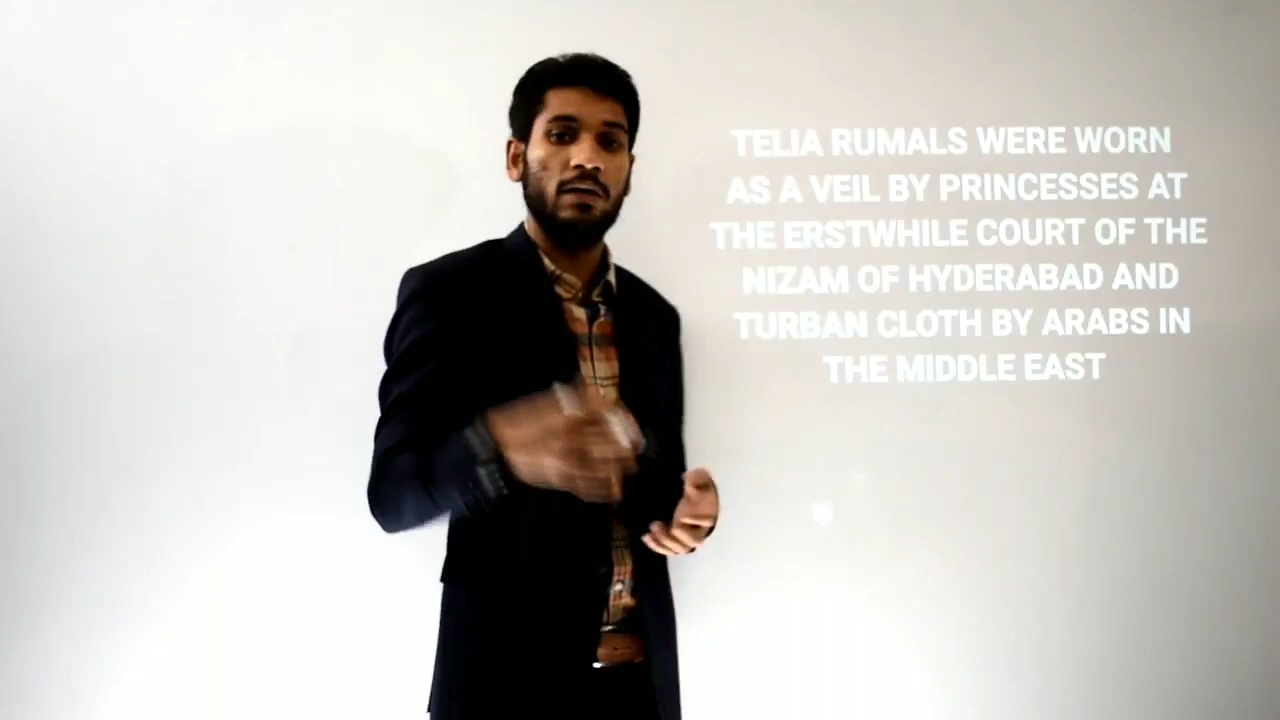 TELIA RUMALS WERE WORN
AS A VEIL BY PRINCESSES AT
THE ERSTWHILE COURT OF THE
NIZAM OF HYDERABAD AND
TURBAN CLOTH BY ARABS IN
THE MIDDLE EAST